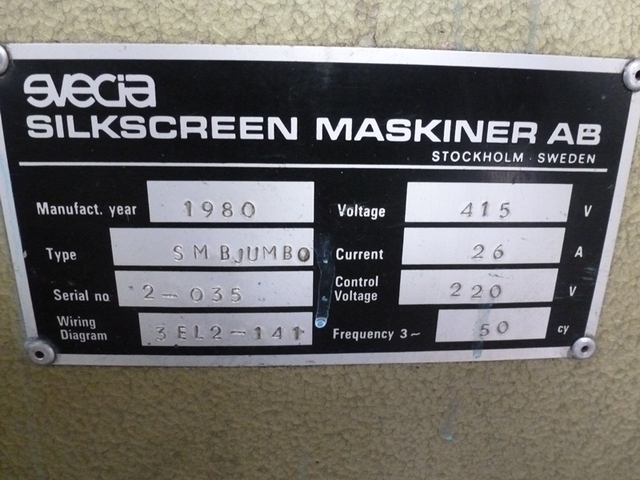 svecia
SILKSCREEN MASKINER AB
STOCKHOLM · SWEDEN
Manufact. year 1980 Voltage 415 V
Type SMBJUMBO Current 26 A
Serial no 2-035 Control Voltage 220 V
Wiring Diagram 3EL2-141 Frequency 3~ 50 cy